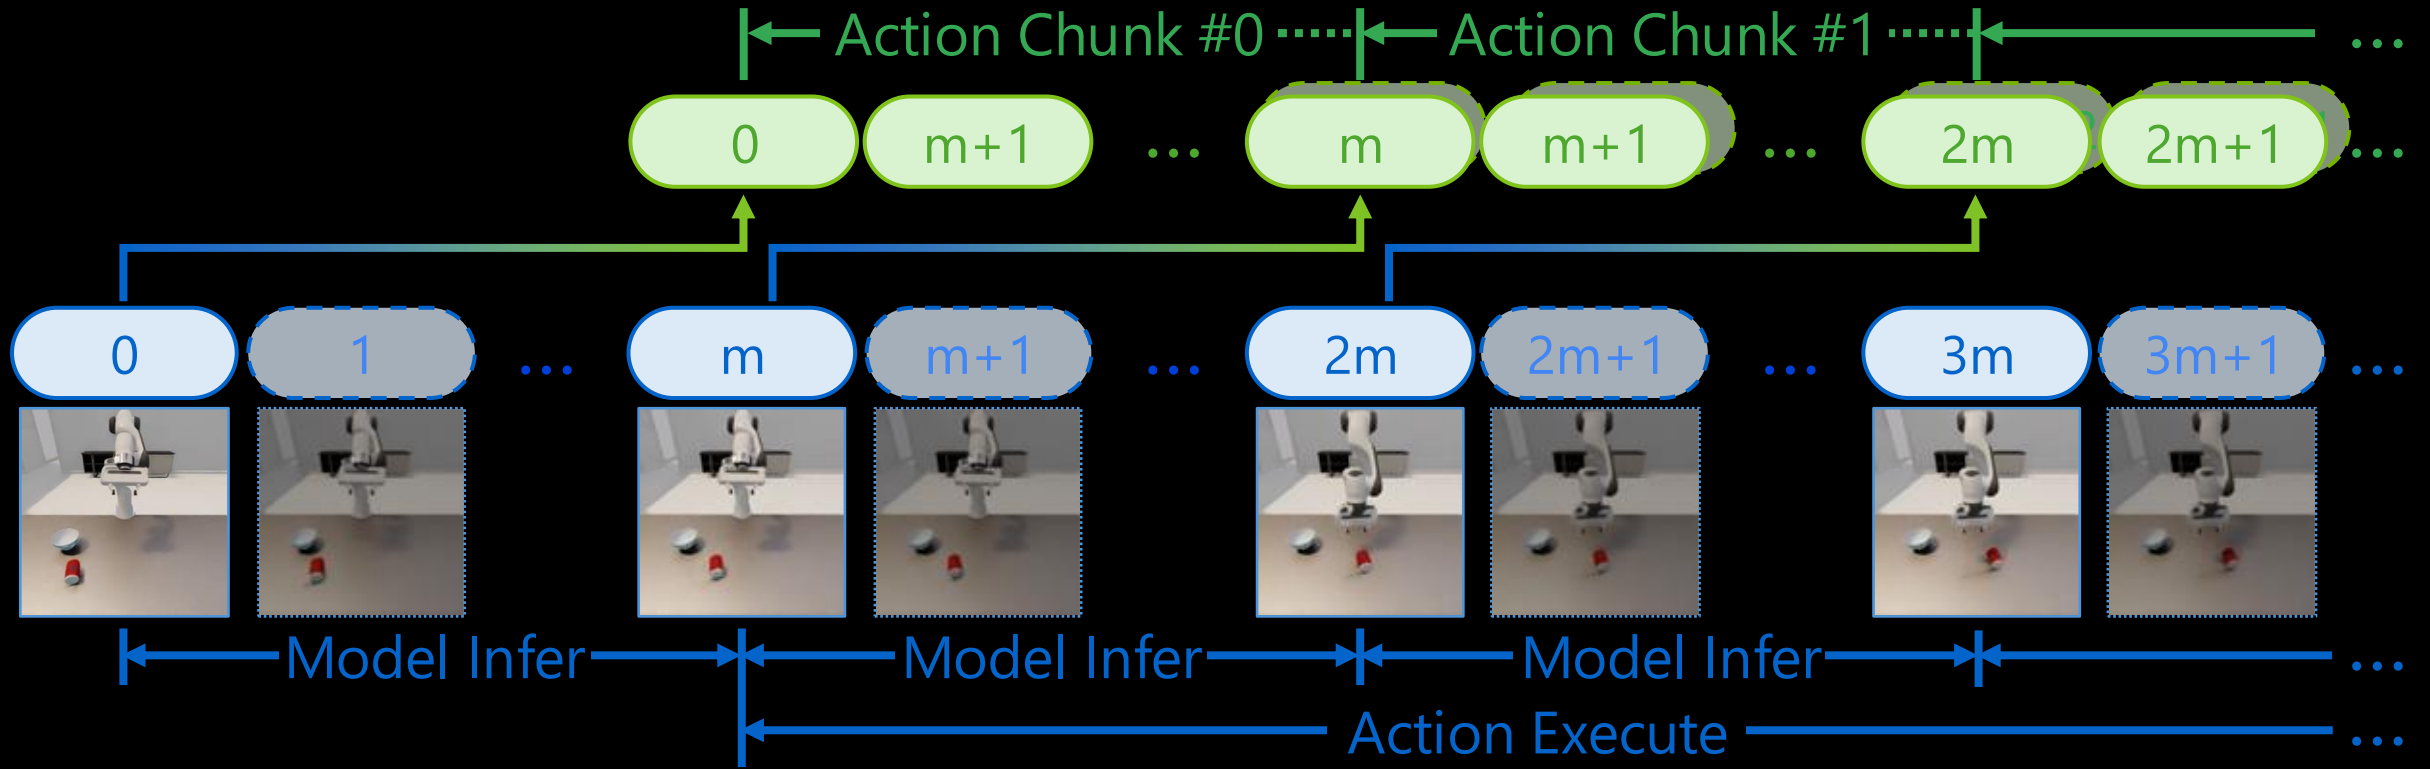 Action Chunk #0 Action Chunk #1 ...
0 m+1 ... m m+1 ... 2m 2m+1 ...
0 1 ... m m+1 ... 2m 2m+1 ... 3m 3m+1 ...
Model Infer Model Infer Model Infer ...
Action Execute ...